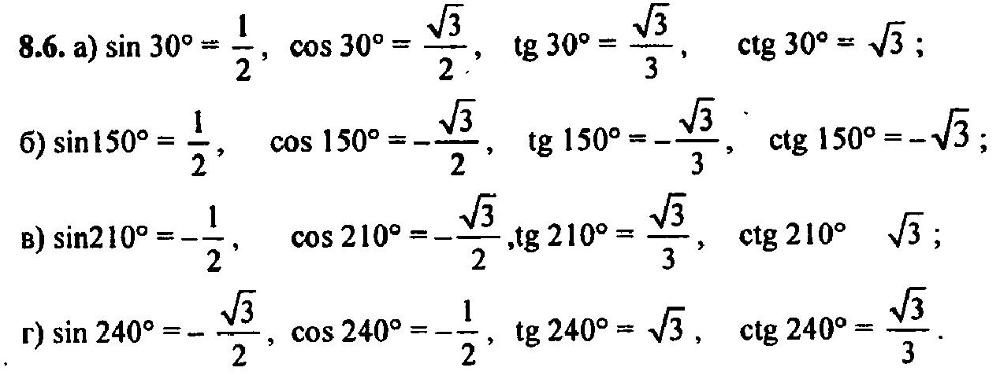 8.6. а) sin 30° = 1/2, cos 30° = √3/2, tg 30° = √3/3, ctg 30° = √3 ;
б) sin150° = 1/2, cos 150° = -√3/2, tg 150° = -√3/3, ctg 150° = -√3 ;
в) sin210° = -1/2, cos 210° = -√3/2 ,tg 210° = √3/3, ctg 210° √3 ;
г) sin 240° = -√3/2, cos 240° = -1/2, tg 240° = √3 , ctg 240° = √3/3 .